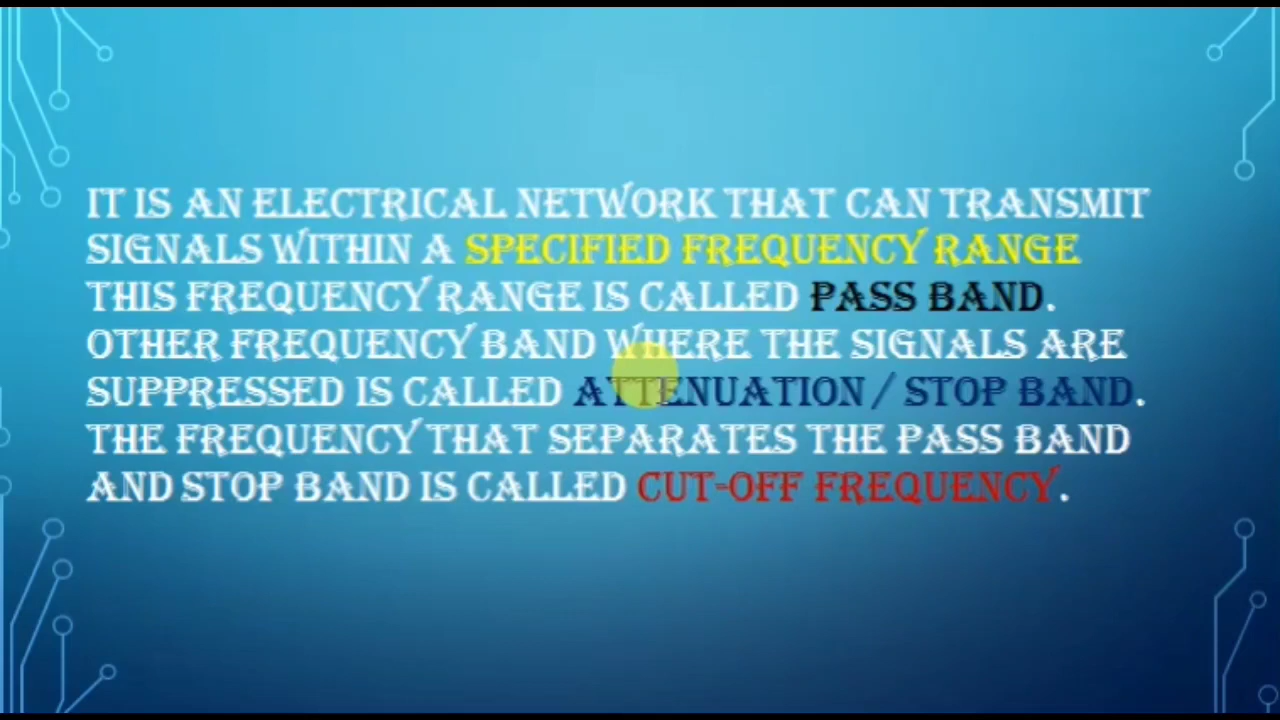 IT IS AN ELECTRICAL NETWORK THAT CAN TRANSMIT
SIGNALS WITHIN A SPECIFIED FREQUENCY RANGE
THIS FREQUENCY RANGE IS CALLED PASS BAND.
OTHER FREQUENCY BAND WHERE THE SIGNALS ARE
SUPPRESSED IS CALLED ATTENUATION / STOP BAND.
THE FREQUENCY THAT SEPARATES THE PASS BAND
AND STOP BAND IS CALLED CUT-OFF FREQUENCY.